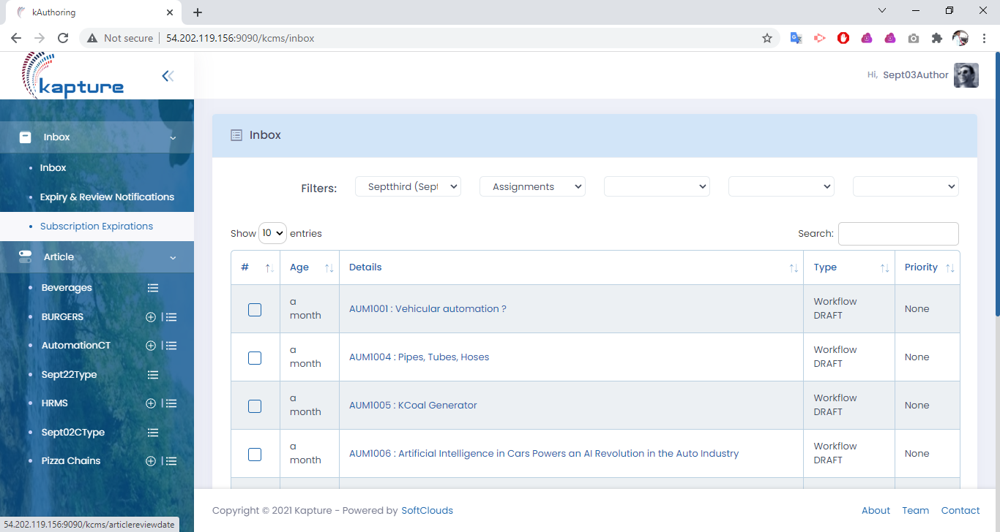 kAuthoring
Not secure 54.202.119.156:9090/kcms/inbox
kapture
Hi, Sept03Author
Inbox
Inbox
Expiry & Review Notifications
Subscription Expirations
Article
Beverages
BURGERS
AutomationCT
Sept22Type
HRMS
Sept02CType
Pizza Chains
Inbox
Filters: Septthird (Sept Assignments
Show 10 entries Search:
# Age Details Type Priority
a month AUM1001 : Vehicular automation ? Workflow DRAFT None
a month AUM1004 : Pipes, Tubes, Hoses Workflow DRAFT None
a month AUM1005 : KCoal Generator Workflow DRAFT None
a month AUM1006 : Artificial Intelligence in Cars Powers an AI Revolution in the Auto Industry Workflow DRAFT None
Copyright © 2021 Kapture - Powered by SoftClouds About Team Contact
54.202.119.156:9090/kcms/articlereviewdate